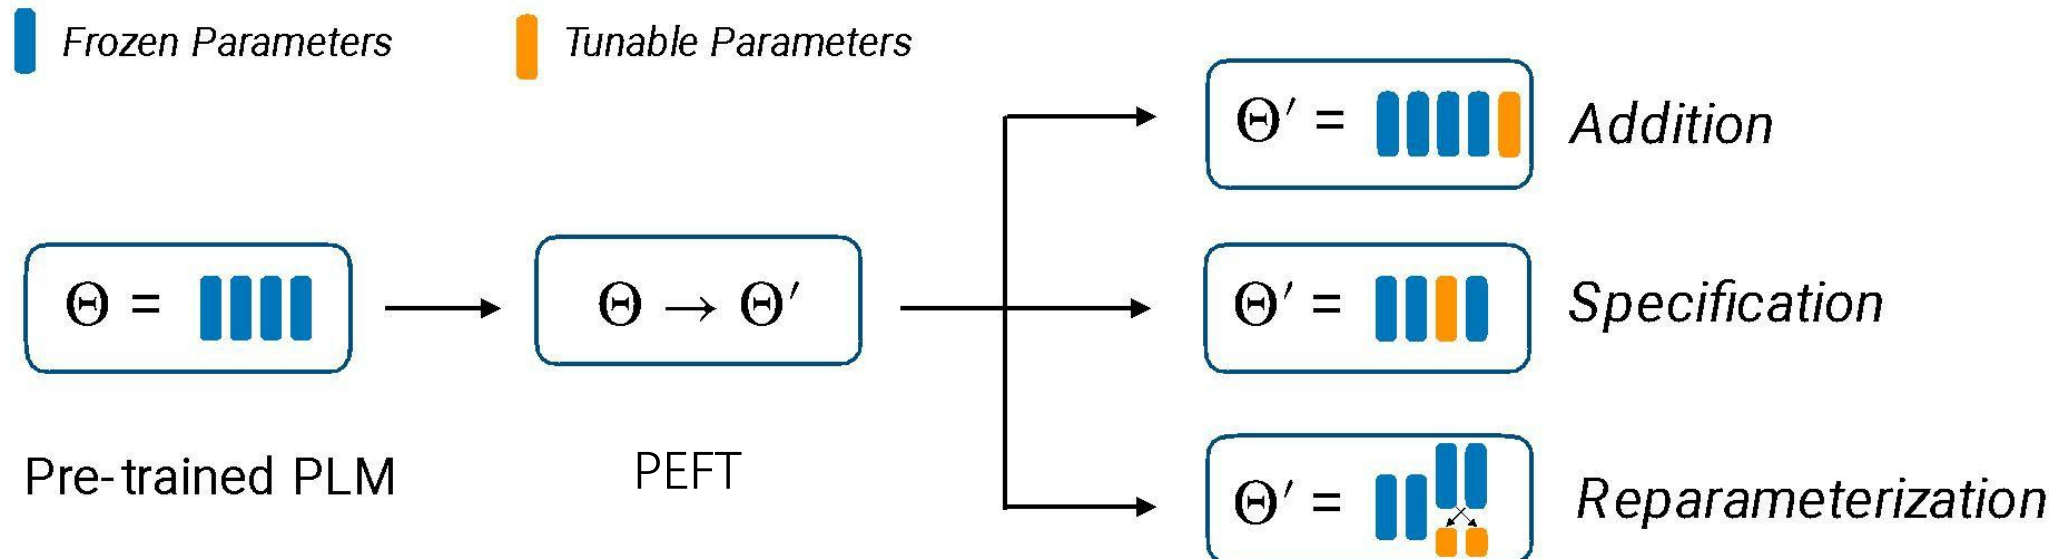 Frozen Parameters
Tunable Parameters
Θ′ =
Addition
Θ =
Θ → Θ′
Θ′ =
Specification
Pre-trained PLM
PEFT
Θ′ =
Reparameterization